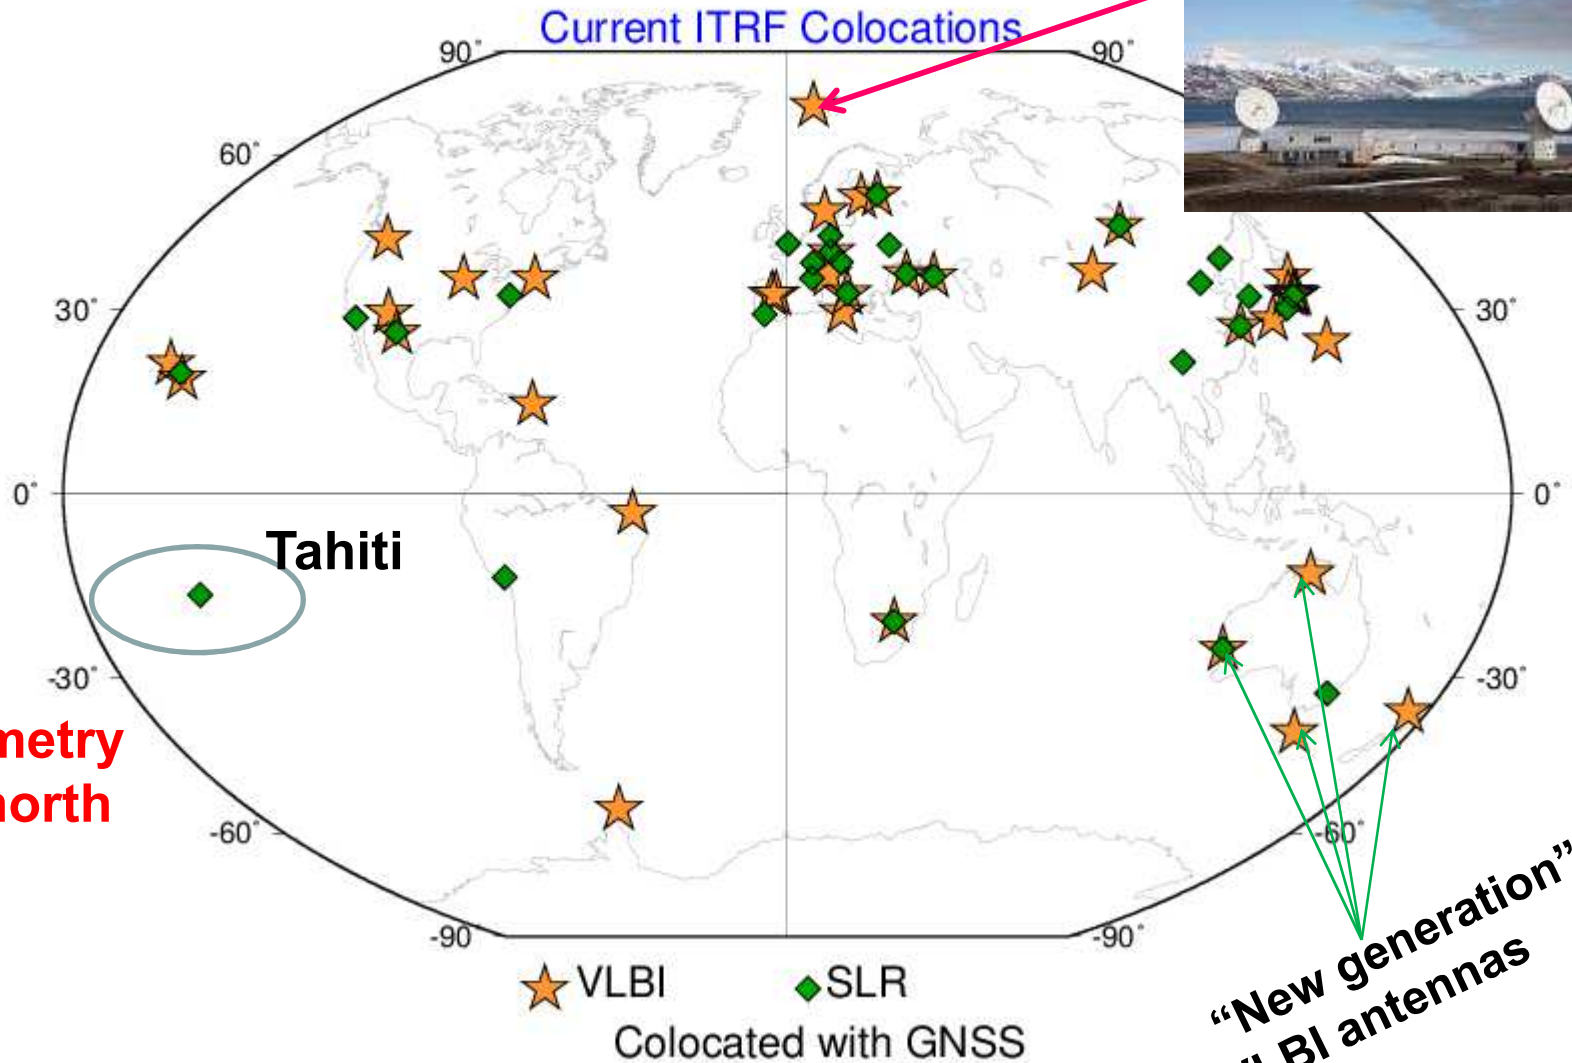 Current ITRF Colocations
90° 90°
60°
30° 30°
0° 0°
Tahiti
-30° -30°
metry
north
-60° -60°
-90 -90°
VLBI SLR
Colocated with GNSS
“New generation”
LBI antennas